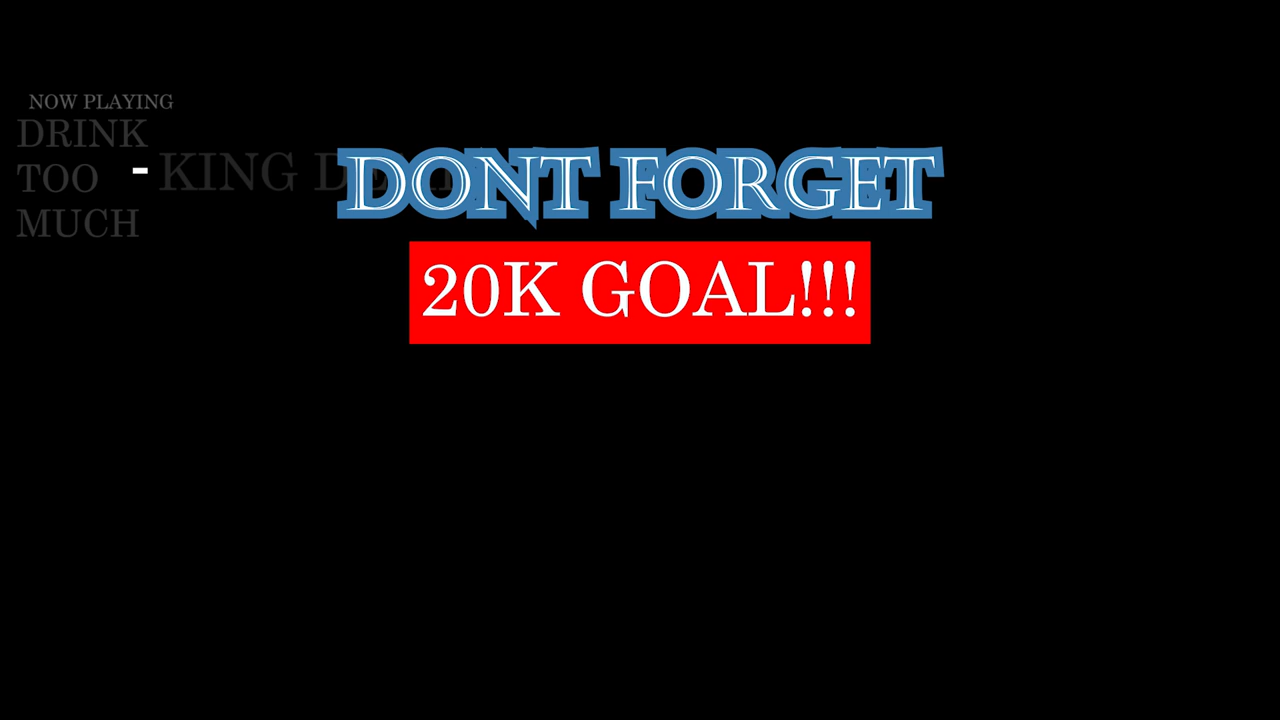 NOW PLAYING
DRINK
TOO
MUCH
- KING
DONT FORGET
20K GOAL!!!